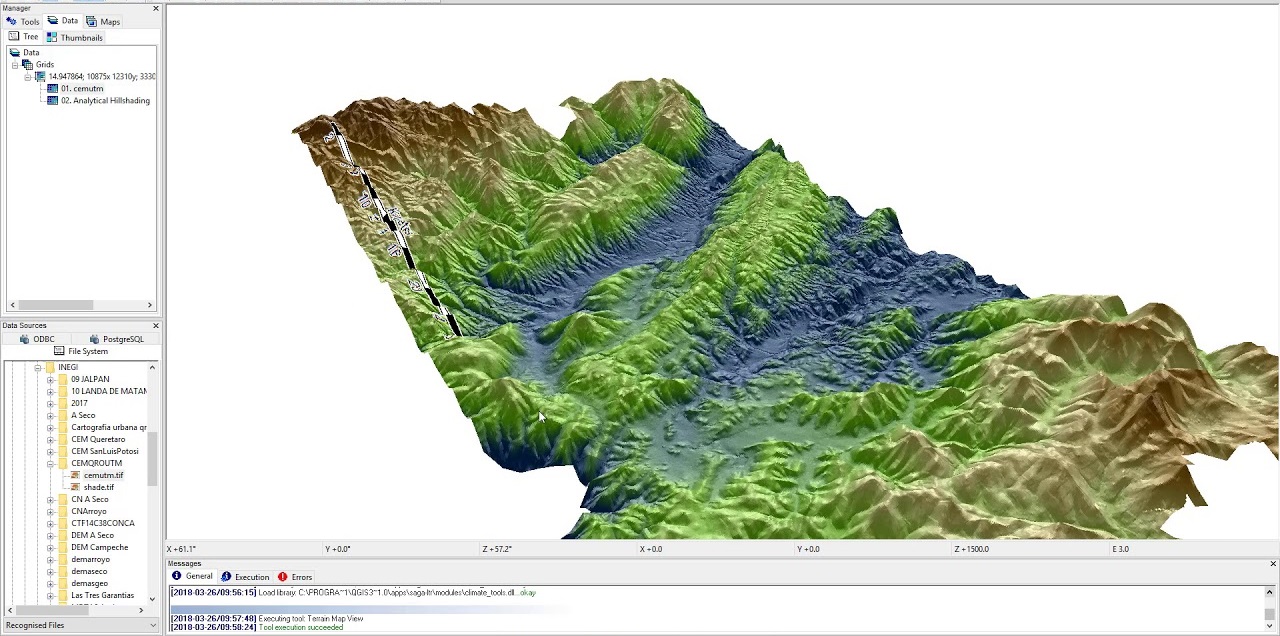 Manager
Tools Data Maps
Tree Thumbnails
Data
Grids
14.947864; 10875x 12310y; 3330
01. cemutm
02. Analytical Hillshading
Data Sources
ODBC PostgreSQL
File System
INEGI
09 JALPAN
10 LANDA DE MATAM
2017
A Seco
Cartografia urbana qr
CEM Queretaro
CEM SanLuisPotosi
CEMQROUTM
cemutm.tif
shade.tif
CN A Seco
CNArroyo
CTF14C38CONCA
DEM A Seco
DEM Campeche
demarroyo
demaseco
demasgeo
Las Tres Garantias
Recognised Files
X +61.1° Y +0.0° Z +57.2° X +0.0 Y +0.0 Z +1500.0 E 3.0
Messages
General Execution Errors
[2018-03-26/09:56:15] Load library: C:\PROGRA~1\QGIS3~1.0\apps\saga-ltr\modules\climate_tools.dll...okay
[2018-03-26/09:57:48] Executing tool: Terrain Map View
[2018-03-26/09:58:24] Tool execution succeeded